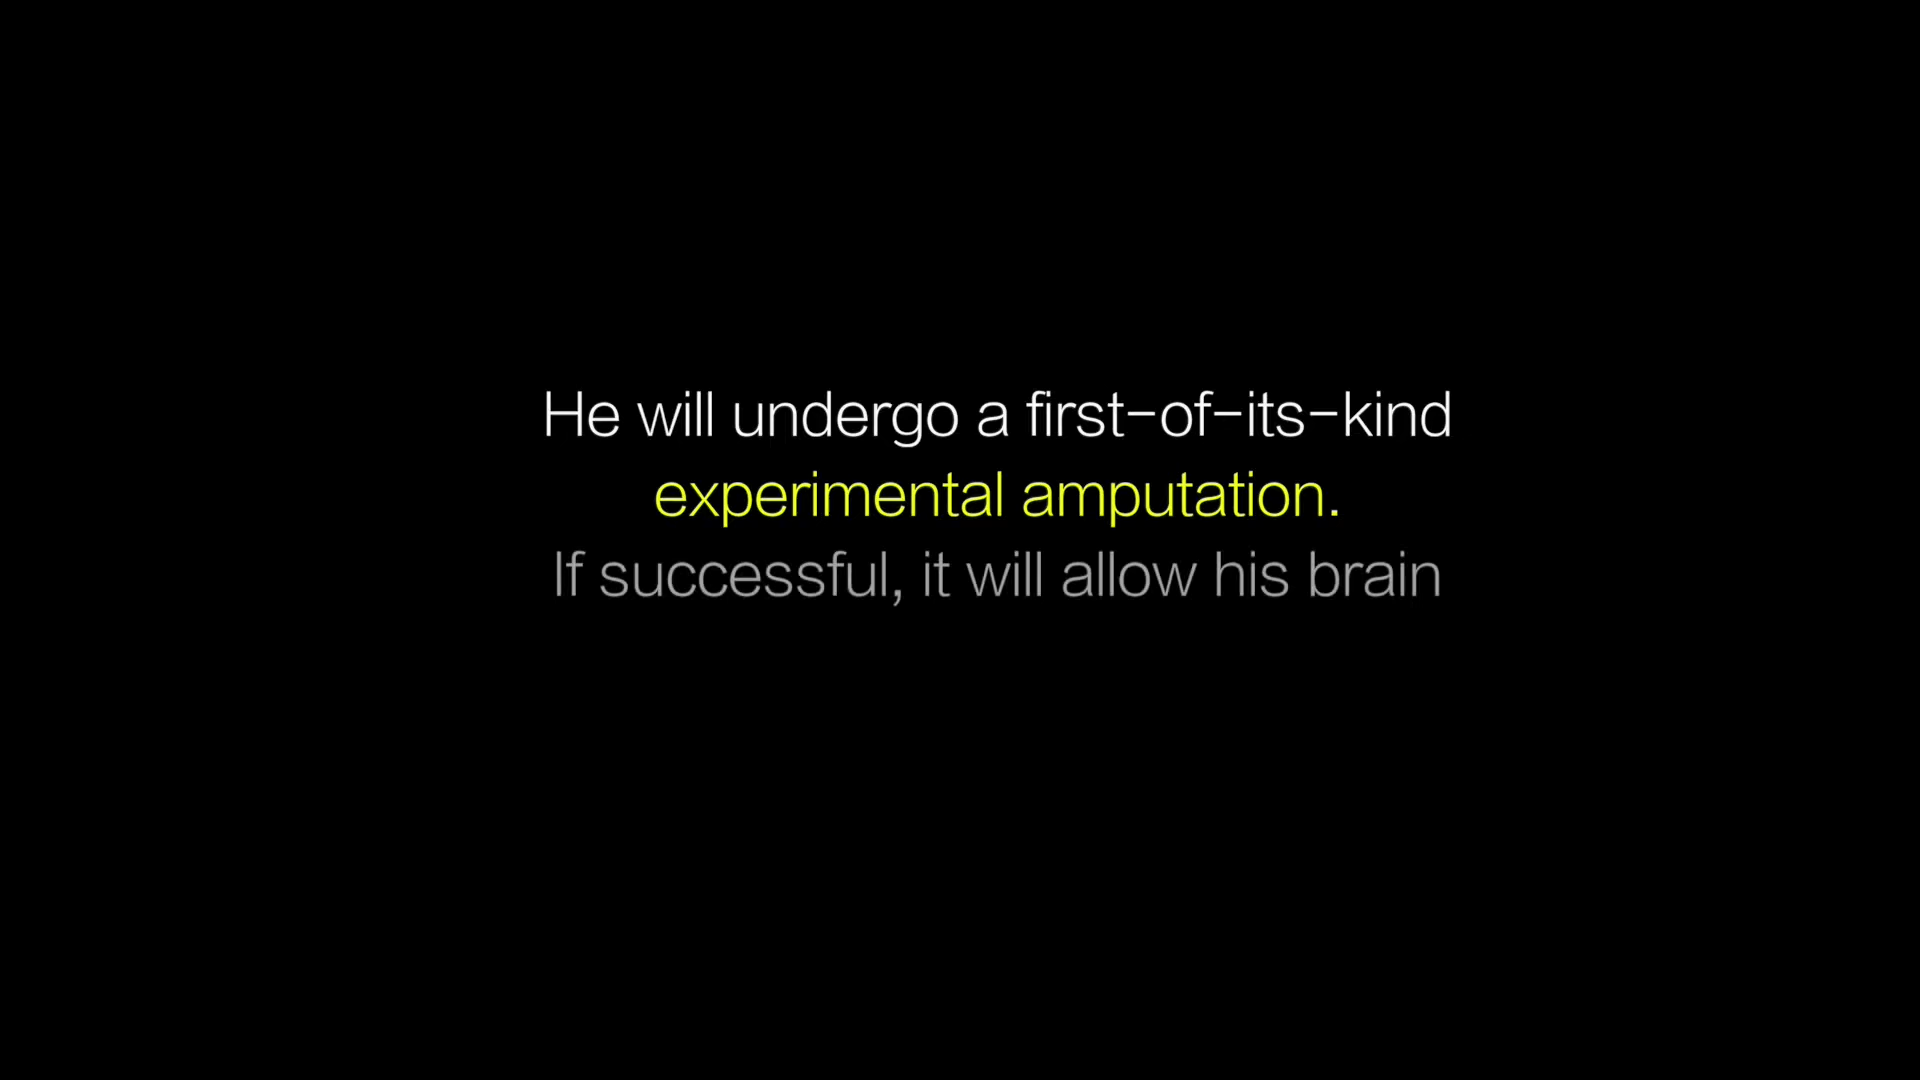 He will undergo a first-of-its-kind
experimental amputation.
If successful, it will allow his brain